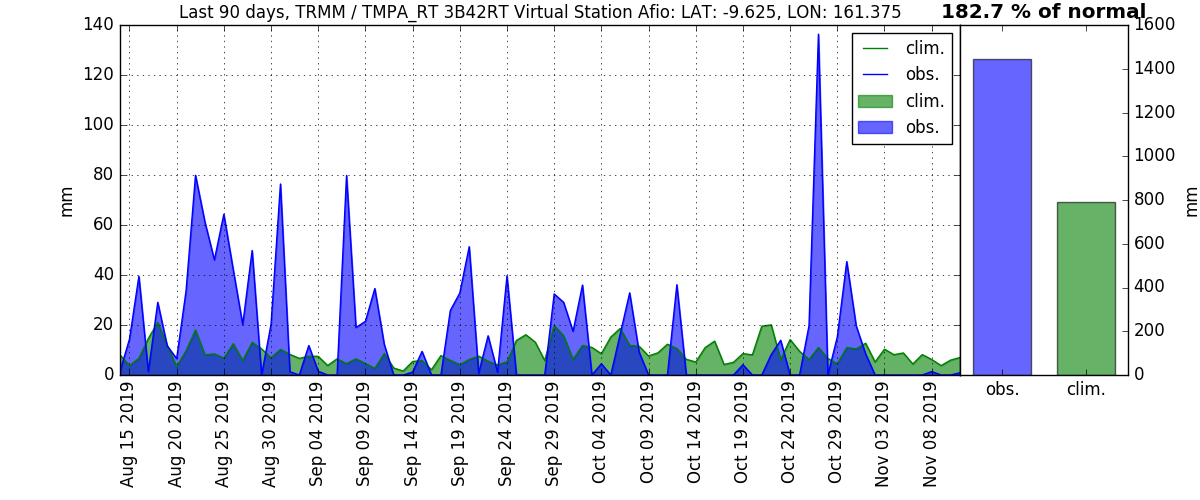 Last 90 days, TRMM / TMPA_RT 3B42RT Virtual Station Afio: LAT: -9.625, LON: 161.375
182.7 % of normal
140
120
100
80
60
40
20
0
mm
clim.
obs.
clim.
obs.
1600
1400
1200
1000
800
600
400
200
0
mm
Aug 15 2019
Aug 20 2019
Aug 25 2019
Aug 30 2019
Sep 04 2019
Sep 09 2019
Sep 14 2019
Sep 19 2019
Sep 24 2019
Sep 29 2019
Oct 04 2019
Oct 09 2019
Oct 14 2019
Oct 19 2019
Oct 24 2019
Oct 29 2019
Nov 03 2019
Nov 08 2019
obs.
clim.